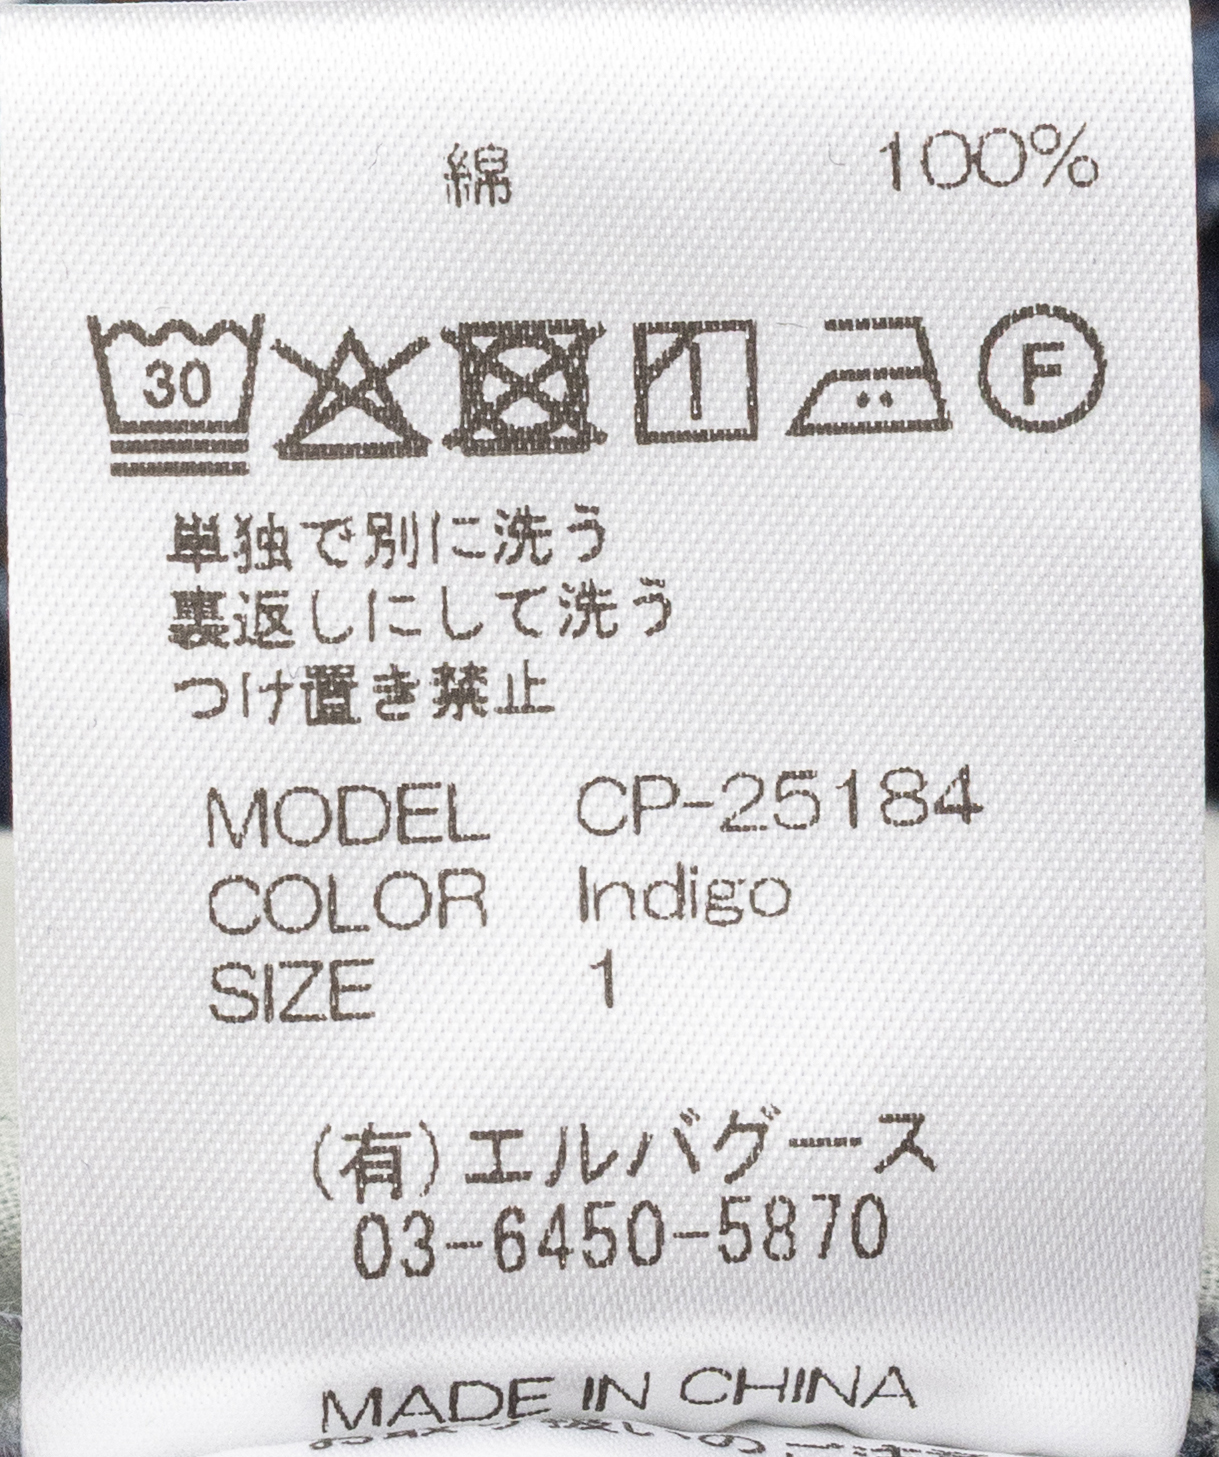 綿 100%
30
F
単独で別に洗う
裏返しにして洗う
つけ置き禁止
MODEL CP-25184
COLOR Indigo
SIZE 1
(有)エルバグース
03-6450-5870
MADE IN CHINA